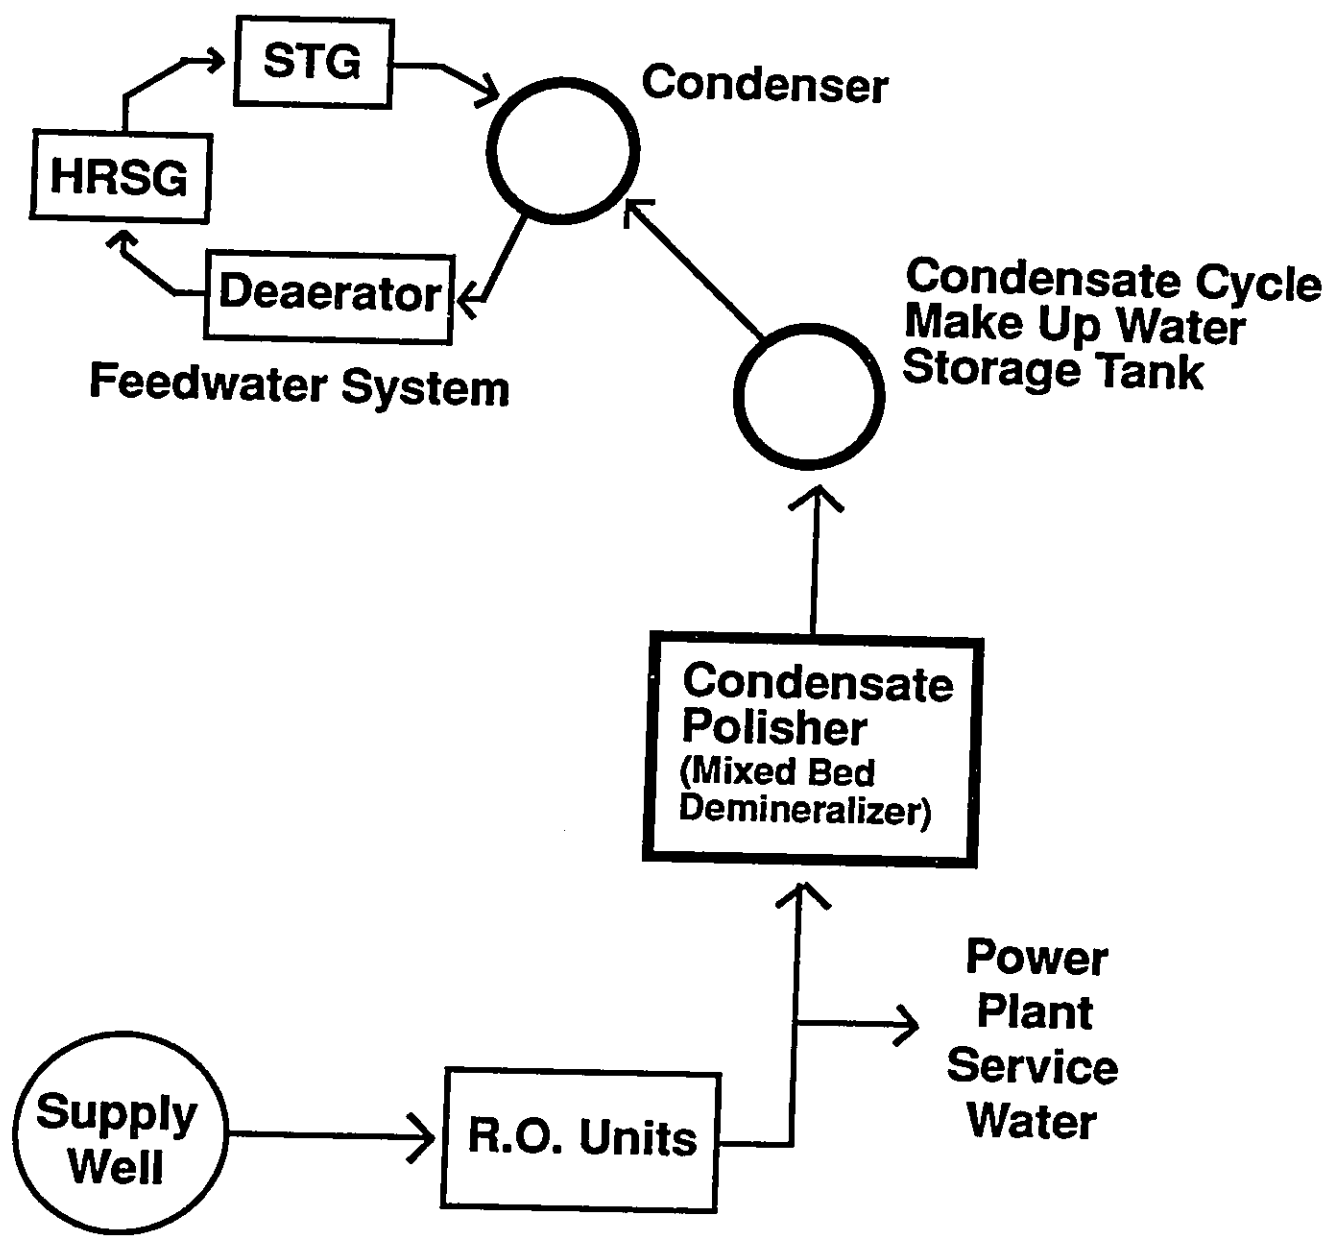 STG
Condenser
HRSG
Deaerator
Feedwater System
Condensate Cycle
Make Up Water
Storage Tank
Condensate
Polisher
(Mixed Bed
Demineralizer)
Power
Plant
Service
Water
Supply
Well
R.O. Units